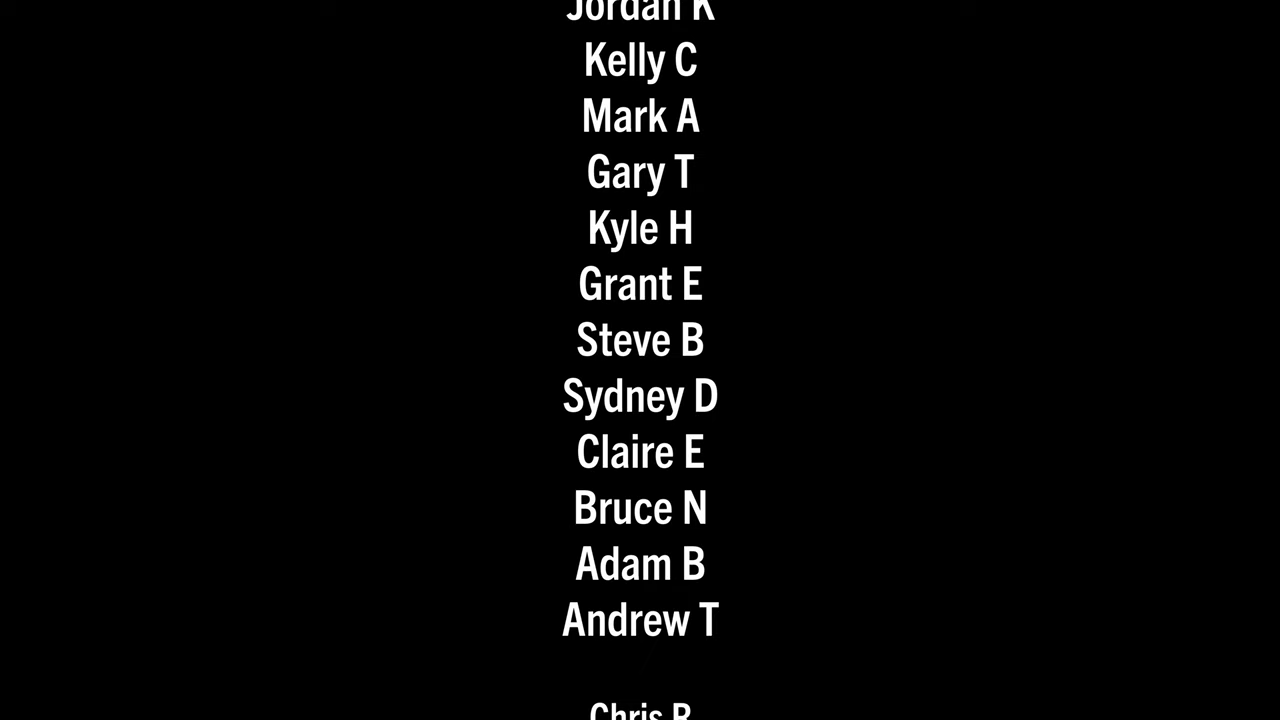 Jordan K
Kelly C
Mark A
Gary T
Kyle H
Grant E
Steve B
Sydney D
Claire E
Bruce N
Adam B
Andrew T
Chris R